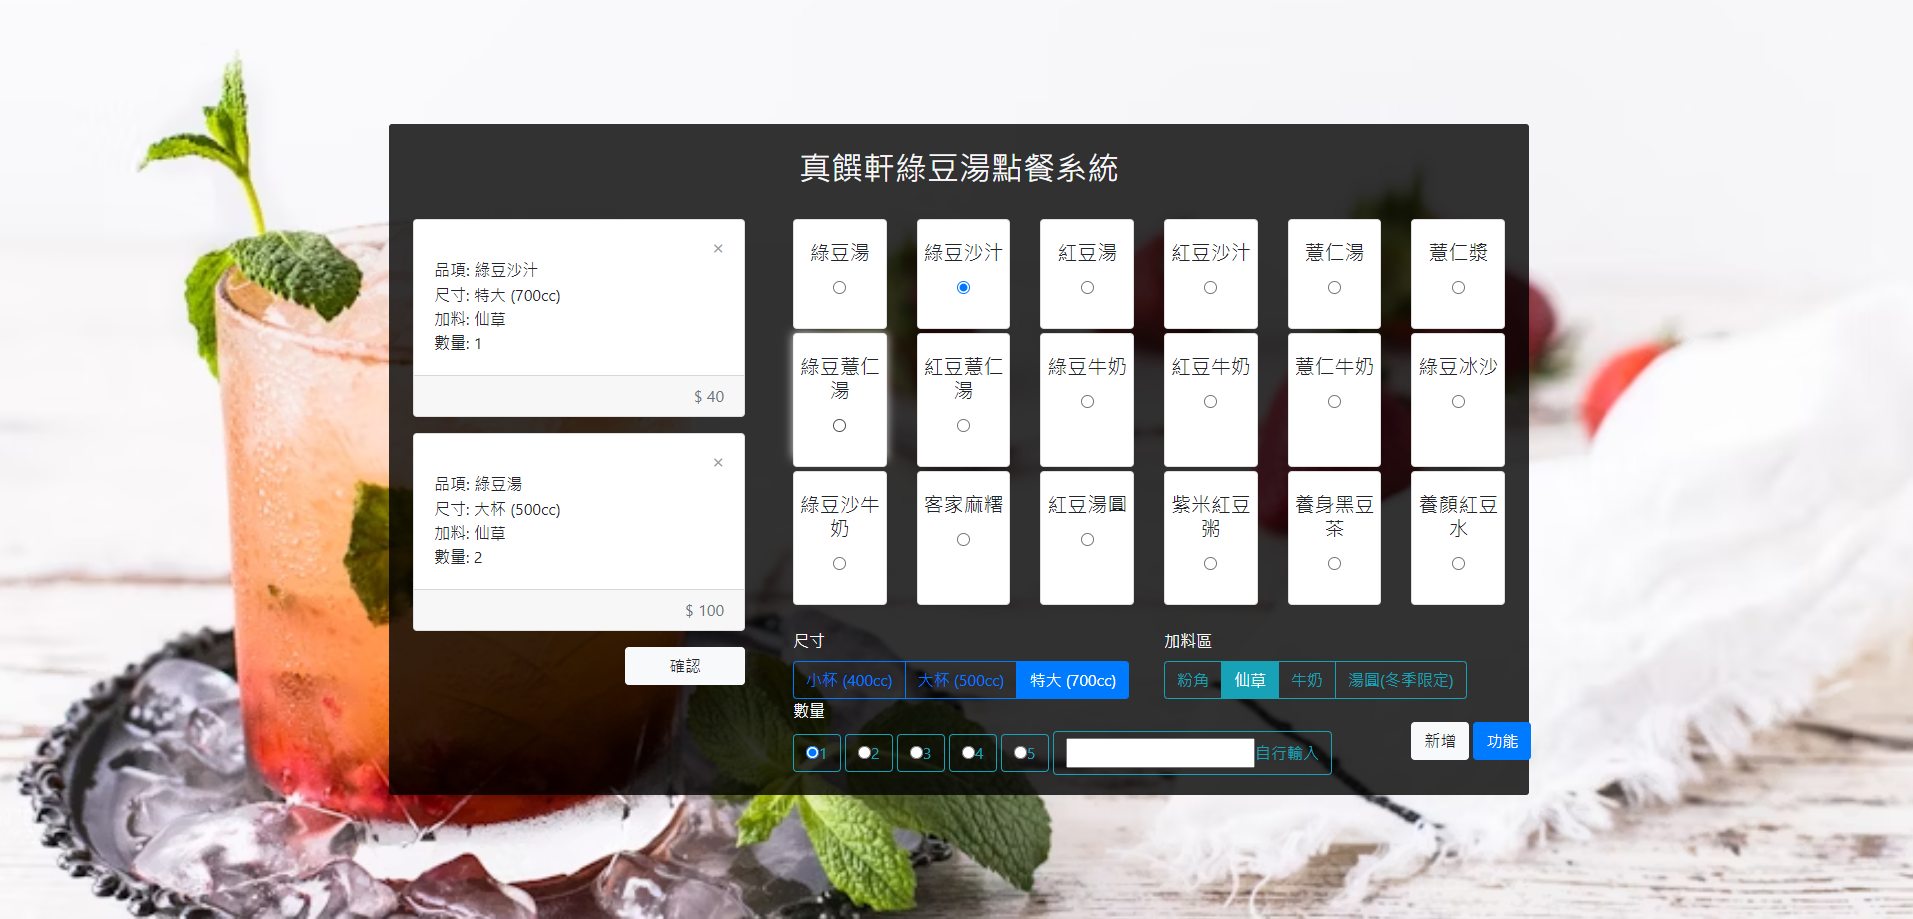 真饌軒綠豆湯點餐系統
×
品項: 綠豆沙汁
尺寸: 特大 (700cc)
加料: 仙草
數量: 1
$ 40
×
品項: 綠豆湯
尺寸: 大杯 (500cc)
加料: 仙草
數量: 2
$ 100
確認
綠豆湯
綠豆沙汁
紅豆湯
紅豆沙汁
薏仁湯
薏仁漿
綠豆薏仁
湯
紅豆薏仁
湯
綠豆牛奶
紅豆牛奶
薏仁牛奶
綠豆冰沙
綠豆沙牛
奶
客家麻糬
紅豆湯圓
紫米紅豆
粥
養身黑豆
茶
養顏紅豆
水
尺寸
小杯 (400cc)
大杯 (500cc)
特大 (700cc)
加料區
粉角
仙草
牛奶
湯圓(冬季限定)
數量
1
2
3
4
5
自行輸入
新增
功能